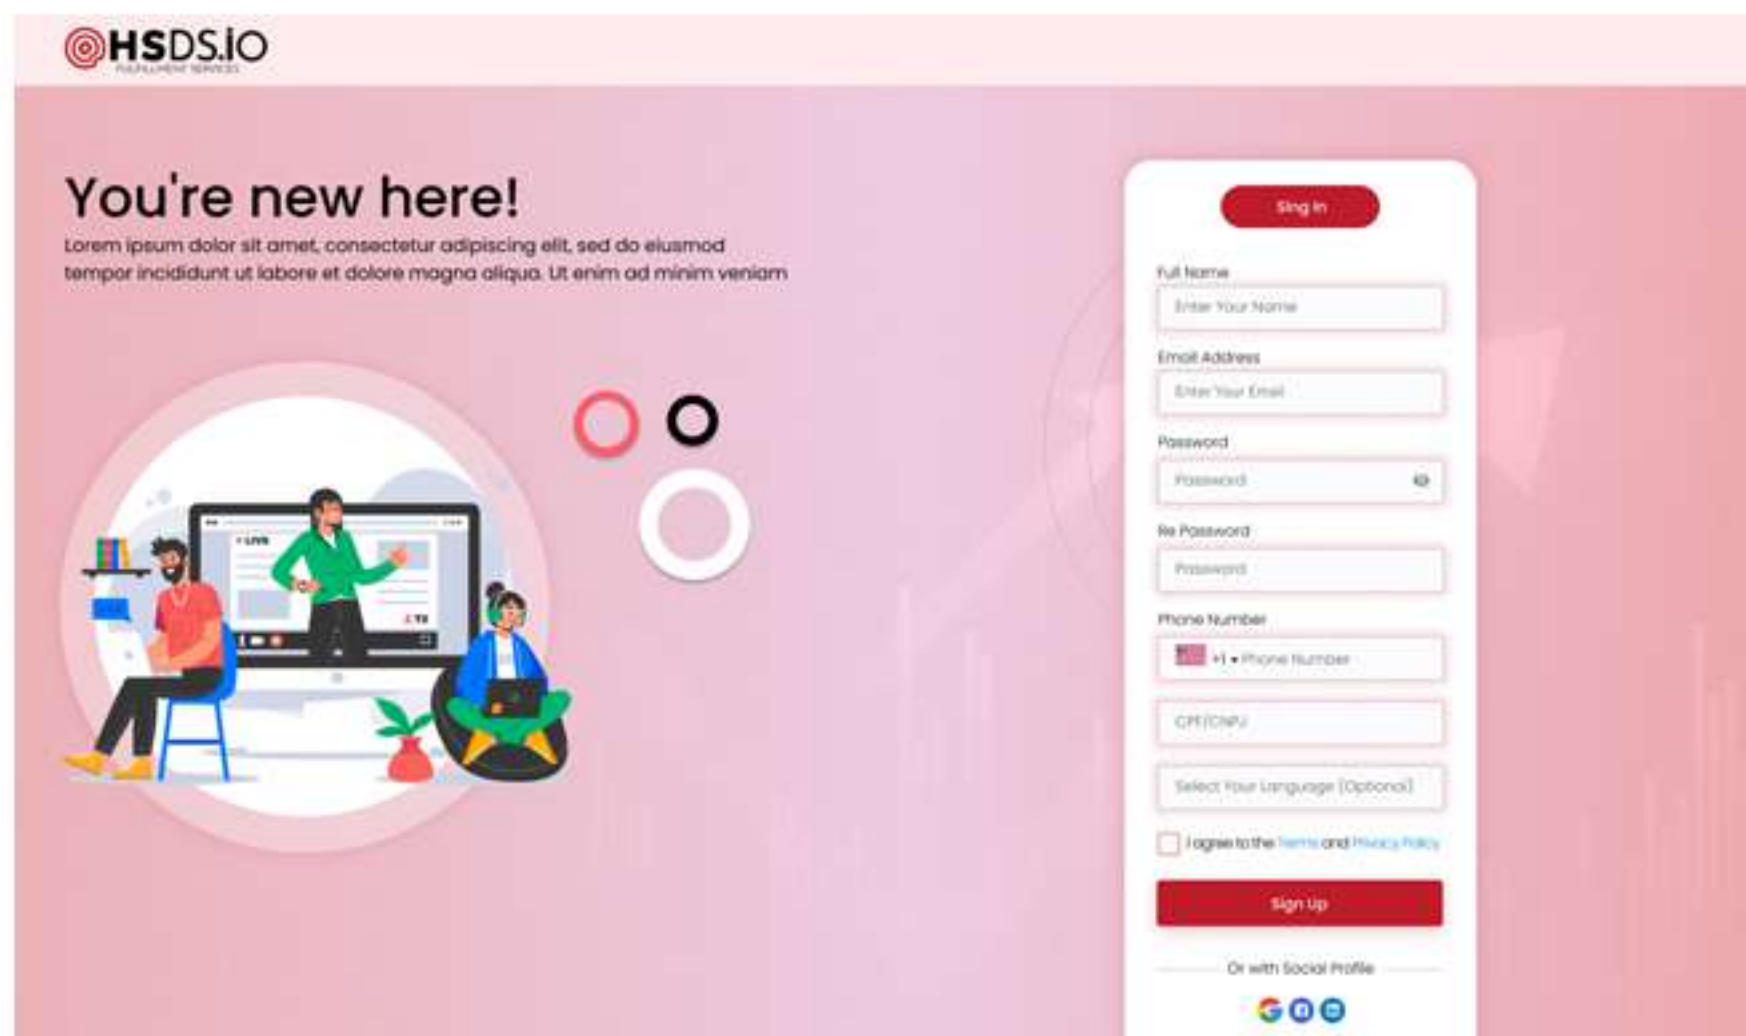 HSDS.iO
FULFILLMENT SERVICES
You're new here!
Lorem ipsum dolor sit amet, consectetur adipiscing elit, sed do eiusmod
tempor incididunt ut labore et dolore magna aliqua. Ut enim ad minim veniam
LIVE
Sing In
Full Name
Enter Your Name
Email Address
Enter Your Email
Password
Password
Re Password
Password
Phone Number
+1 Phone Number
CPF/CNPJ
Select Your Language (Optional)
I agree to the Terms and Privacy Policy
Sign Up
Or with Social Profile